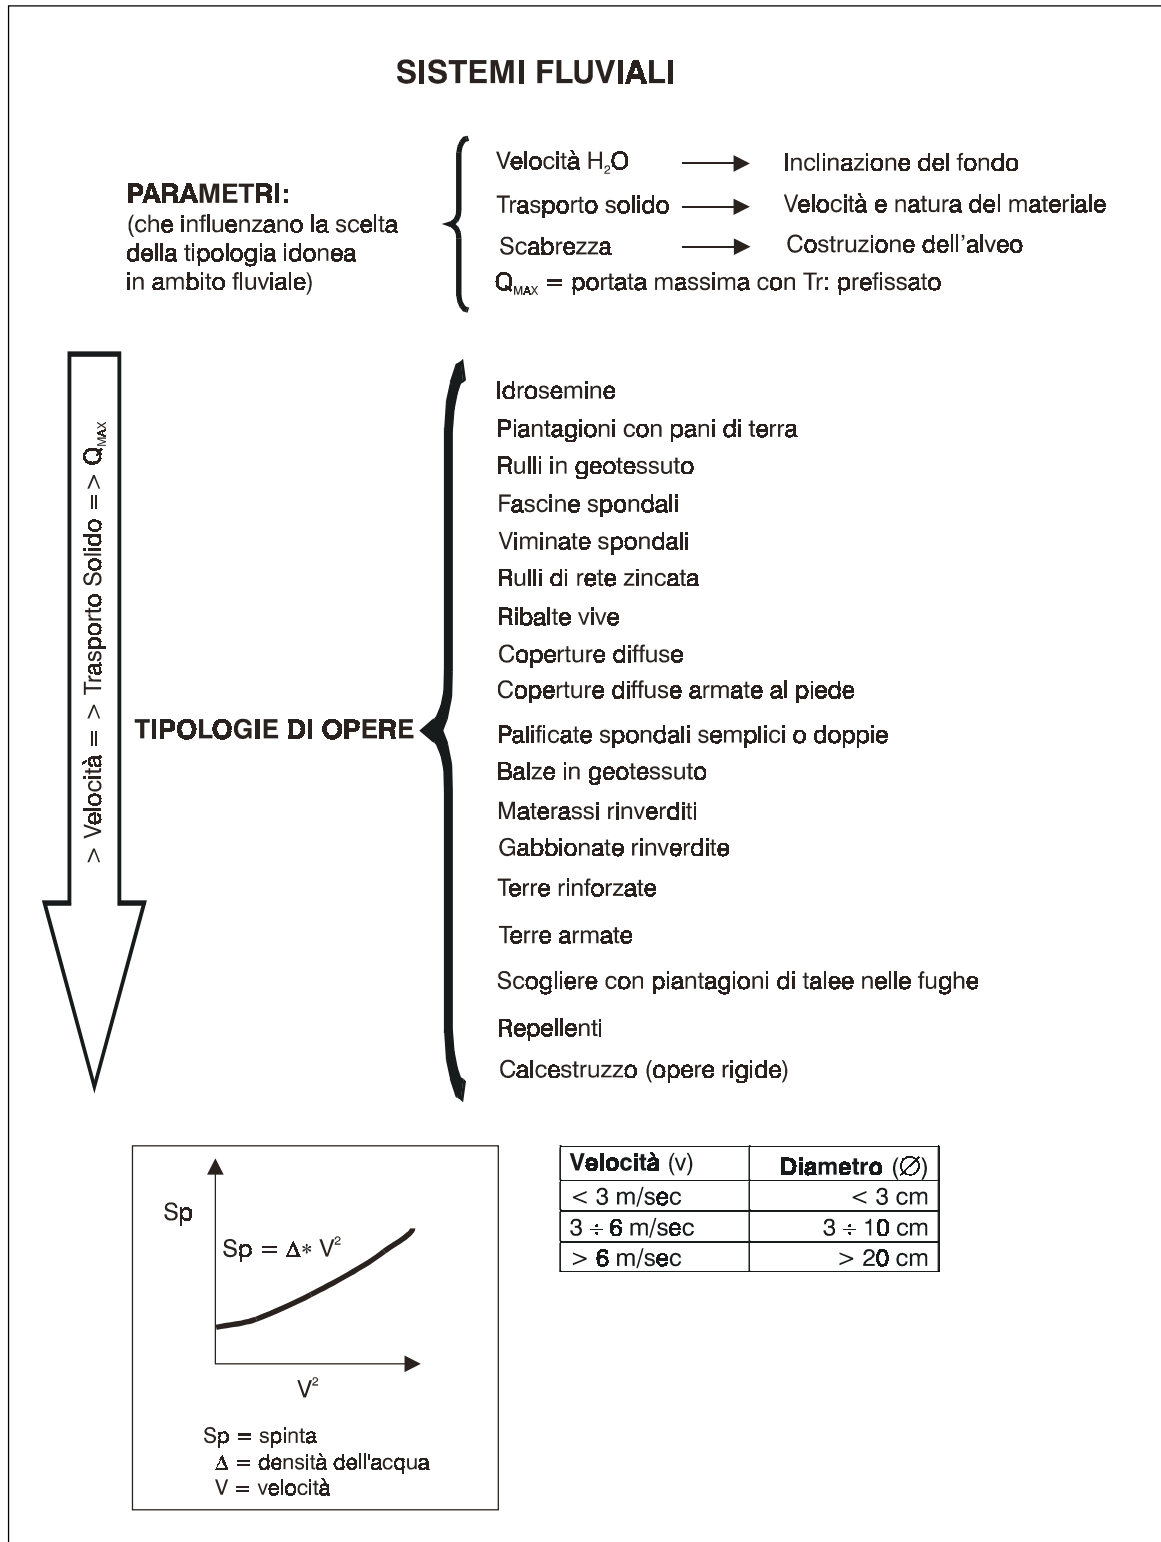 SISTEMI FLUVIALI
PARAMETRI:
(che influenzano la scelta
della tipologia idonea
in ambito fluviale)
Velocità H₂O → Inclinazione del fondo
Trasporto solido → Velocità e natura del materiale
Scabrezza → Costruzione dell'alveo
Q_MAX = portata massima con Tr: prefissato
> Velocità = > Trasporto Solido = > Q_MAX
TIPOLOGIE DI OPERE
Idrosemine
Piantagioni con pani di terra
Rulli in geotessuto
Fascine spondali
Viminate spondali
Rulli di rete zincata
Ribalte vive
Coperture diffuse
Coperture diffuse armate al piede
Palificate spondali semplici o doppie
Balze in geotessuto
Materassi rinverditi
Gabbionate rinverdite
Terre rinforzate
Terre armate
Scogliere con piantagioni di talee nelle fughe
Repellenti
Calcestruzzo (opere rigide)
Sp
Sp = Δ* V²
V²
Sp = spinta
Δ = densità dell'acqua
V = velocità
Velocità (v) Diametro (∅)
< 3 m/sec < 3 cm
3 ÷ 6 m/sec 3 ÷ 10 cm
> 6 m/sec > 20 cm